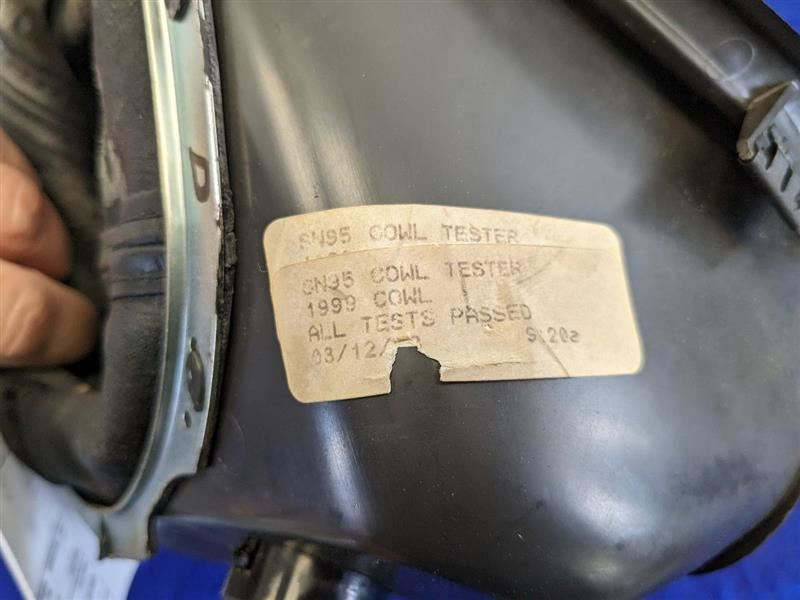 SN95 COWL TESTER
SN95 COWL TESTER
1999 COWL
ALL TESTS PASSED
03/12/
D